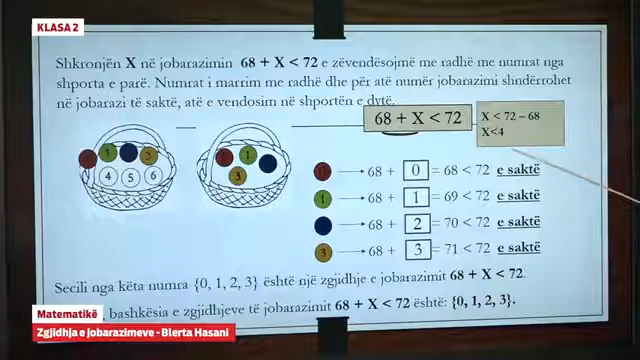 KLASA 2
Shkronjën X në jobarazimin 68 + X < 72 e zëvendësojmë me radhë me numrat nga
shporta e parë. Numrat i marrim me radhë dhe për atë numër jobarazimi shndërrohet
në jobarazi të saktë, atë e vendosim në shportën e dytë.
68 + X < 72
X < 72 – 68
X<4
1 3
4 5 6
1
3
0 68 + 0 = 68 < 72 e saktë
1 68 + 1 = 69 < 72 e saktë
68 + 2 = 70 < 72 e saktë
3 68 + 3 = 71 < 72 e saktë
Secili nga këta numra {0, 1, 2, 3} është një zgjidhje e jobarazimit 68 + X < 72.
, bashkësia e zgjidhjeve të jobarazimit 68 + X < 72 është: {0, 1, 2, 3}.
Matematikë
Zgjidhja e jobarazimeve - Blerta Hasani